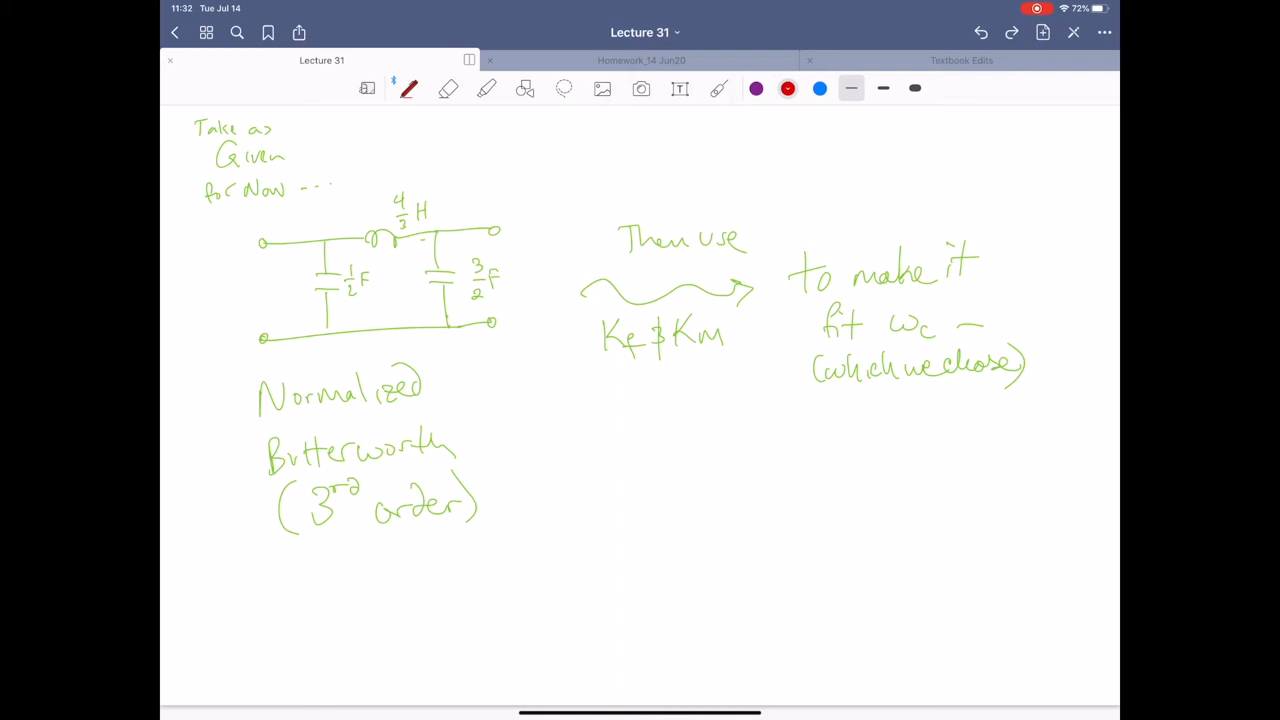 11:32 Tue Jul 14
72%
Lecture 31
Lecture 31
Homework_14 Jun20
Textbook Edits
Take as
Given
for Now ---
4/3 H
1/2 F
3/2 F
Normalized
Butterworth
(3rd order)
Then use
Kf & Km
to make it
fit ωc —
(which we chose)